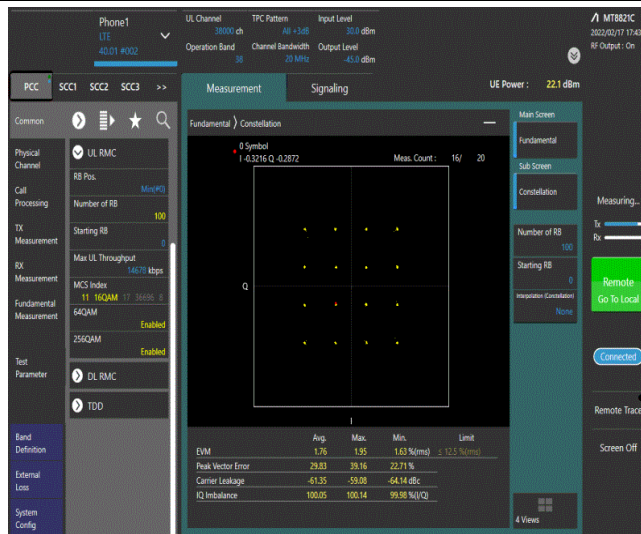 Phone1
LTE
40.01 #002
UL Channel
38000 ch
TPC Pattern
All +3dB
Input Level
30.0 dBm
Operation Band
38
Channel Bandwidth
20 MHz
Output Level
-45.0 dBm
MT8821C
2022/02/17 17:43
RF Output : On
PCC SCC1 SCC2 SCC3 >>
Measurement
Signaling
UE Power : 22.1 dBm
Common
Physical
Channel
Call
Processing
TX
Measurement
RX
Measurement
Fundamental
Measurement
Test
Parameter
Band
Definition
External
Loss
System
Config
UL RMC
RB Pos.
Min(#0)
Number of RB
100
Starting RB
0
Max UL Throughput
14678 kbps
MCS Index
11 16QAM 17 36696 8
64QAM
Enabled
256QAM
Enabled
DL RMC
TDD
Fundamental 〉 Constellation
0 Symbol
I -0.3216 Q -0.2872
Meas. Count : 16/ 20
Q
I
Avg. Max. Min. Limit
EVM 1.76 1.95 1.63 %(rms) ≤ 12.5 %(rms)
Peak Vector Error 29.83 39.16 22.71 %
Carrier Leakage -61.35 -59.08 -64.14 dBc
IQ Imbalance 100.05 100.14 99.98 %(I/Q)
Main Screen
Fundamental
Sub Screen
Constellation
Number of RB
100
Starting RB
0
Interpolation (Constellation)
None
4 Views
Measuring...
Tx
Rx
Remote
Go To Local
Connected
Remote Trace
Screen Off